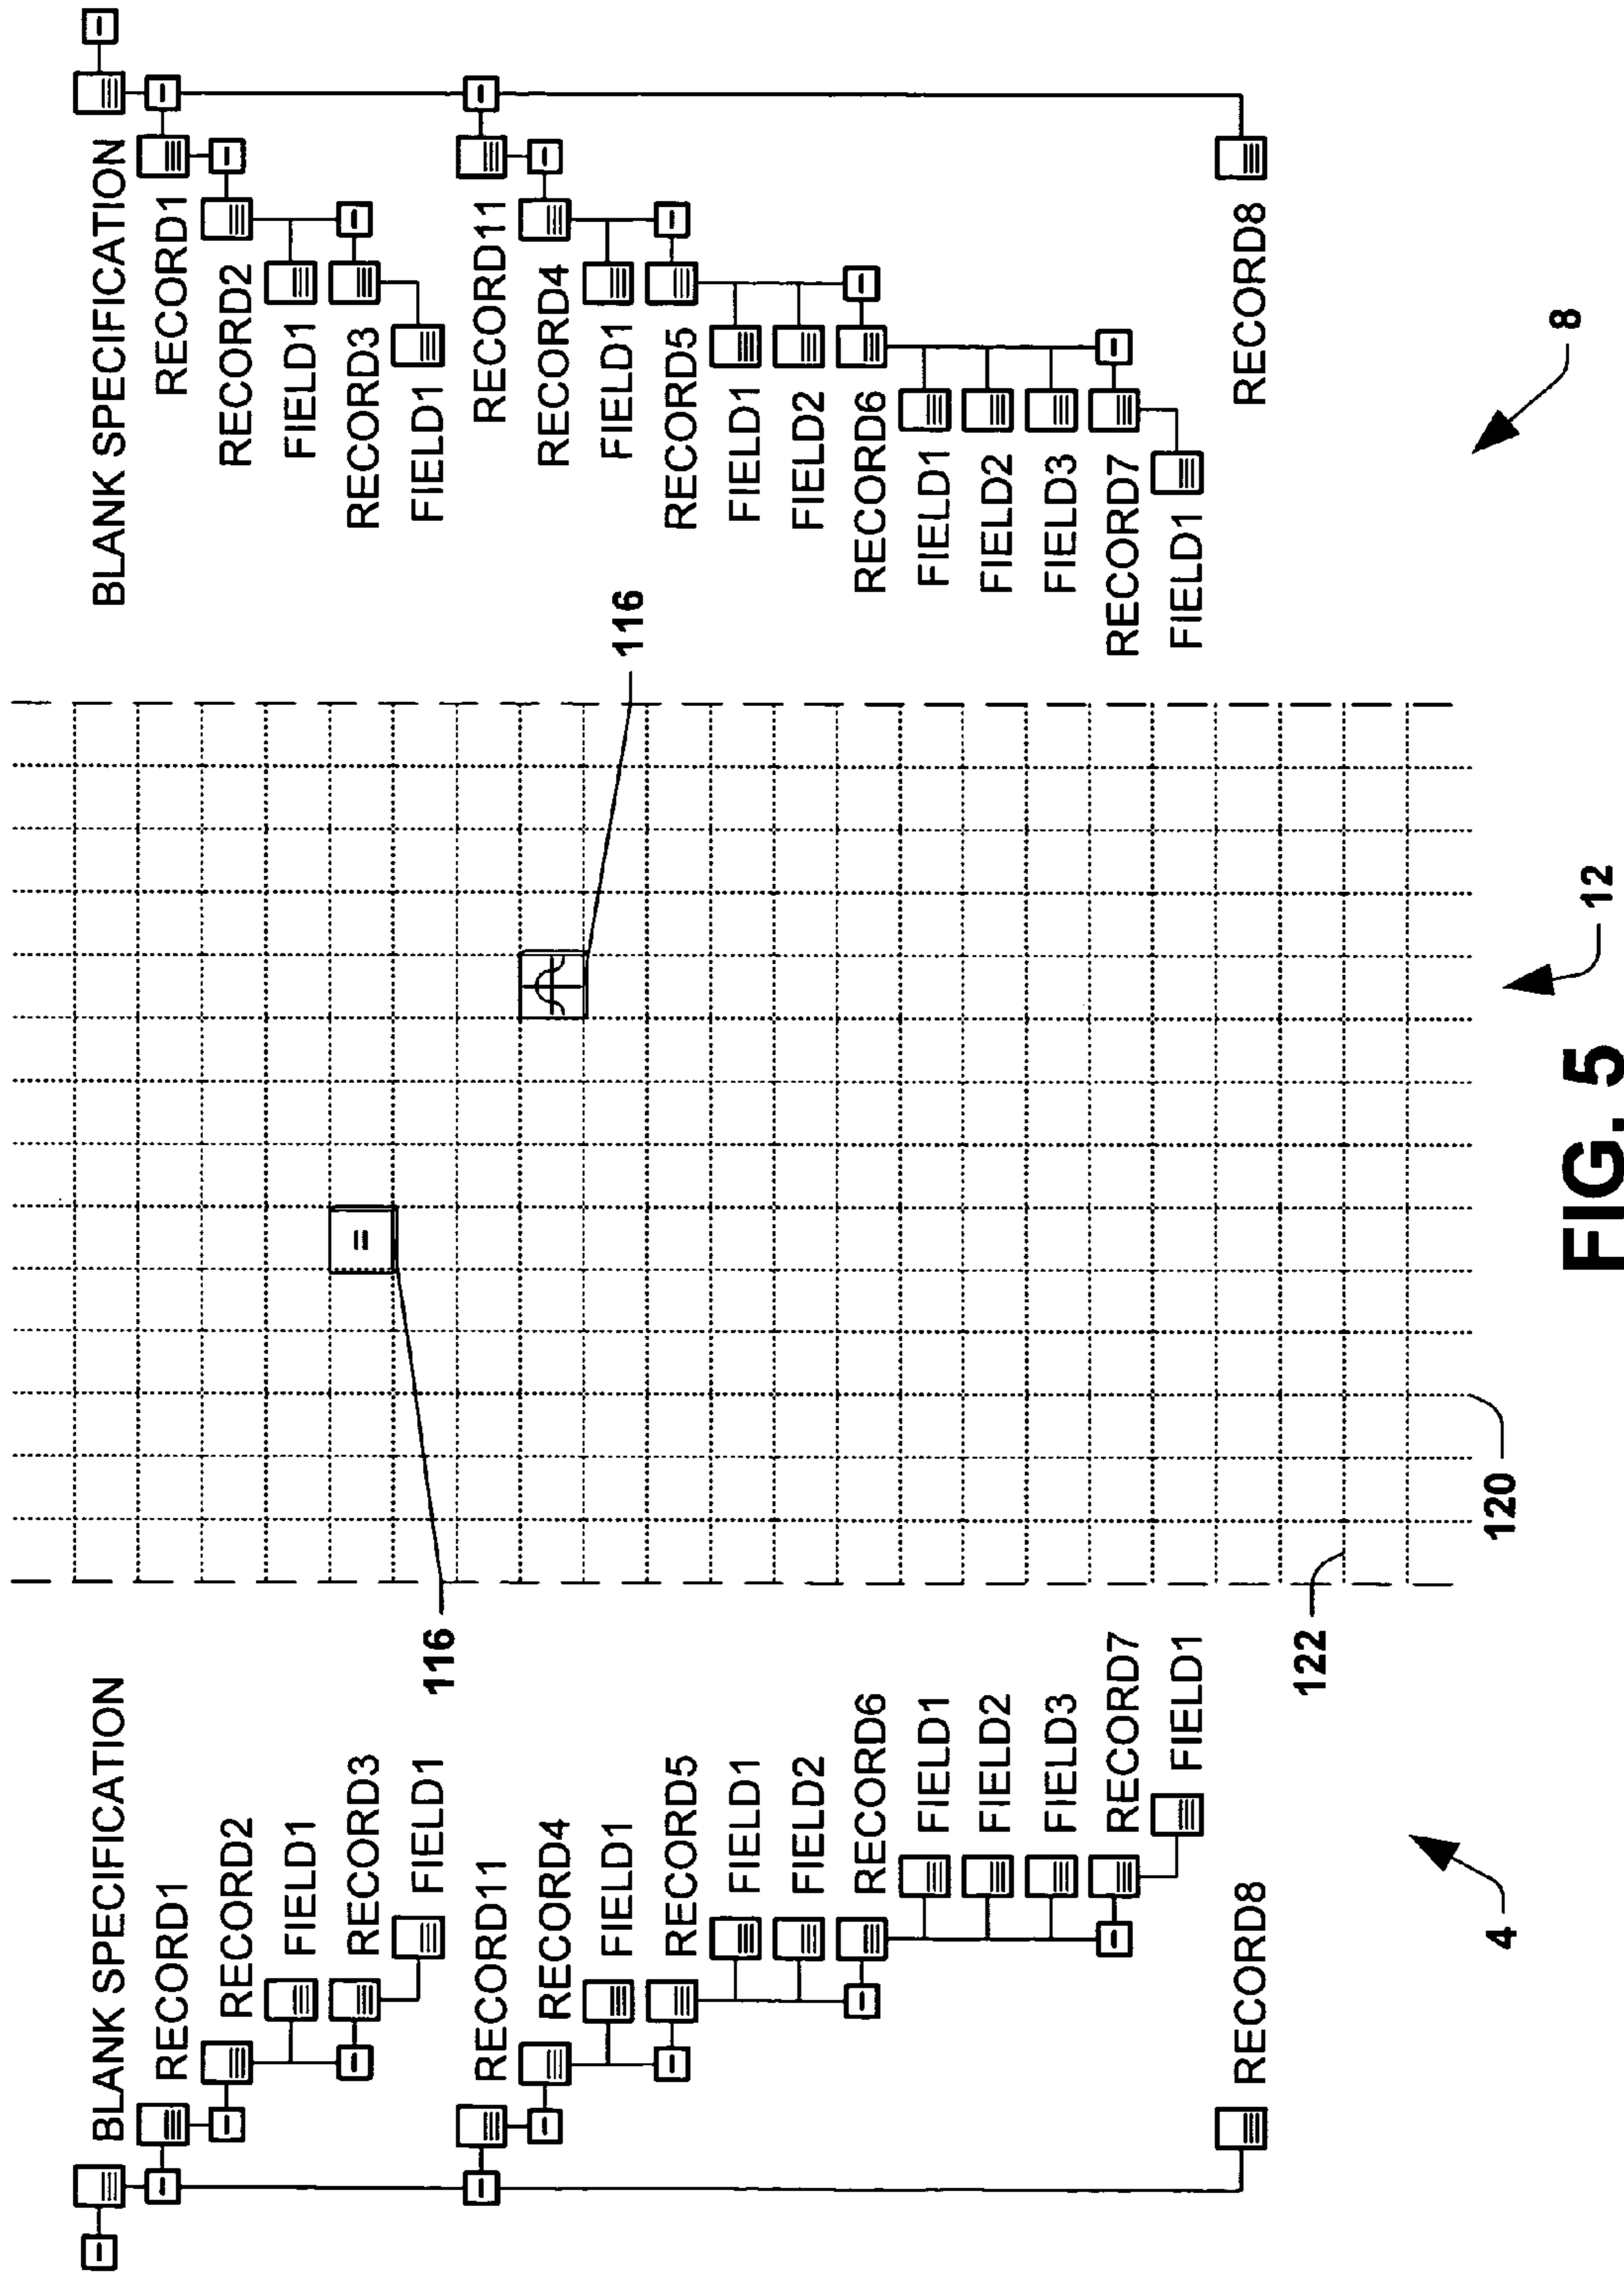 BLANK SPECIFICATION
RECORD1
RECORD2
FIELD1
RECORD3
FIELD1
RECORD11
RECORD4
FIELD1
RECORD5
FIELD1
FIELD2
RECORD6
FIELD1
FIELD2
FIELD3
RECORD7
FIELD1
RECORD8
4
116
=
116
122
120
12
BLANK SPECIFICATION
RECORD1
RECORD2
FIELD1
RECORD3
FIELD1
RECORD11
RECORD4
FIELD1
RECORD5
FIELD1
FIELD2
RECORD6
FIELD1
FIELD2
FIELD3
RECORD7
FIELD1
RECORD8
8
FIG. 5